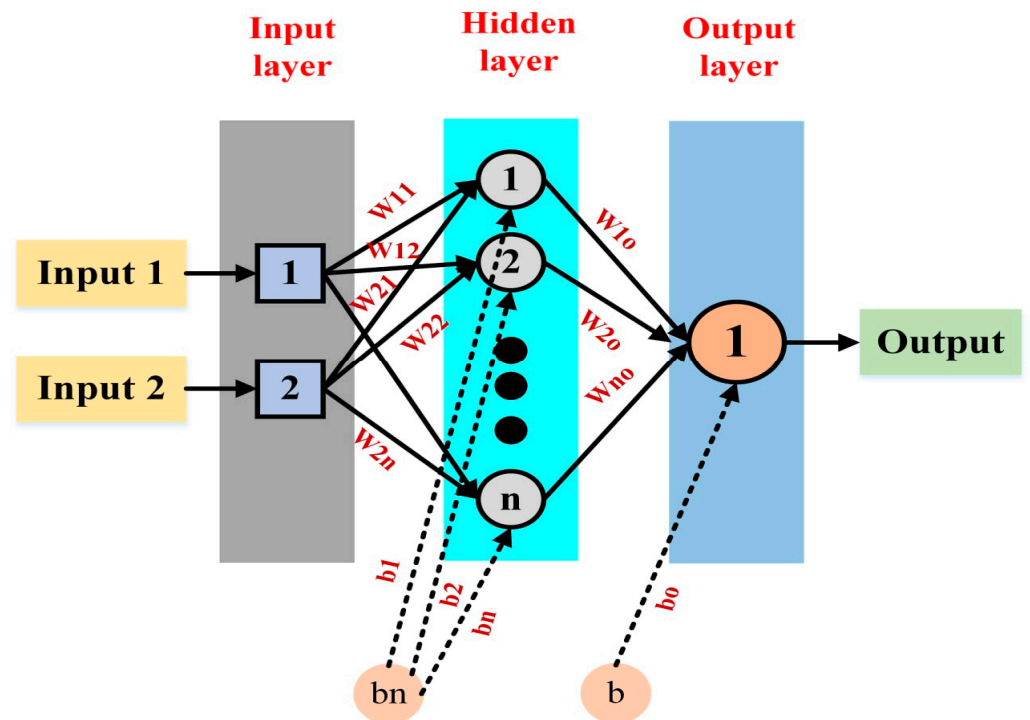 Input
layer
Hidden
layer
Output
layer
Input 1
Input 2
1
2
W11
W12
W21
W22
W2n
1
2
n
W1o
W2o
Wno
1
Output
b1
b2
bn
bo
bn
b